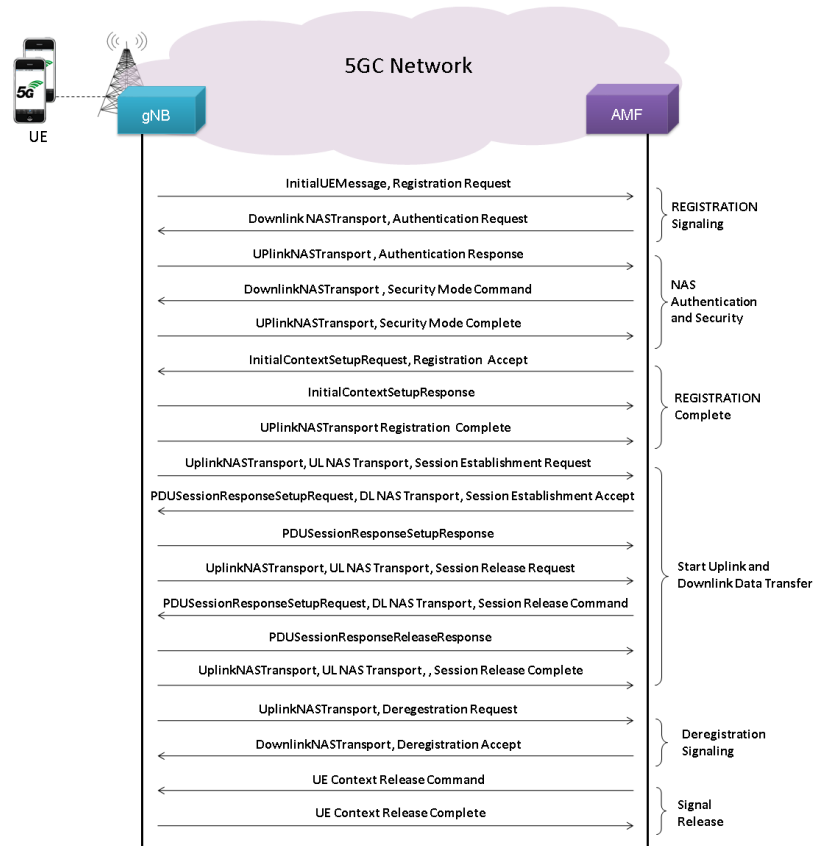 5GC Network
5G
UE
gNB
AMF
InitialUEMessage, Registration Request
Downlink NASTransport, Authentication Request
REGISTRATION
Signaling
UPlinkNASTransport , Authentication Response
DownlinkNASTransport , Security Mode Command
UPlinkNASTransport, Security Mode Complete
NAS
Authentication
and Security
InitialContextSetupRequest, Registration Accept
InitialContextSetupResponse
UPlinkNASTransport Registration Complete
REGISTRATION
Complete
UplinkNASTransport, UL NAS Transport, Session Establishment Request
PDUSessionResponseSetupRequest, DL NAS Transport, Session Establishment Accept
PDUSessionResponseSetupResponse
UplinkNASTransport, UL NAS Transport, Session Release Request
PDUSessionResponseSetupRequest, DL NAS Transport, Session Release Command
PDUSessionResponseReleaseResponse
UplinkNASTransport, UL NAS Transport, , Session Release Complete
Start Uplink and
Downlink Data Transfer
UplinkNASTransport, Deregestration Request
DownlinkNASTransport, Deregistration Accept
Deregistration
Signaling
UE Context Release Command
UE Context Release Complete
Signal
Release